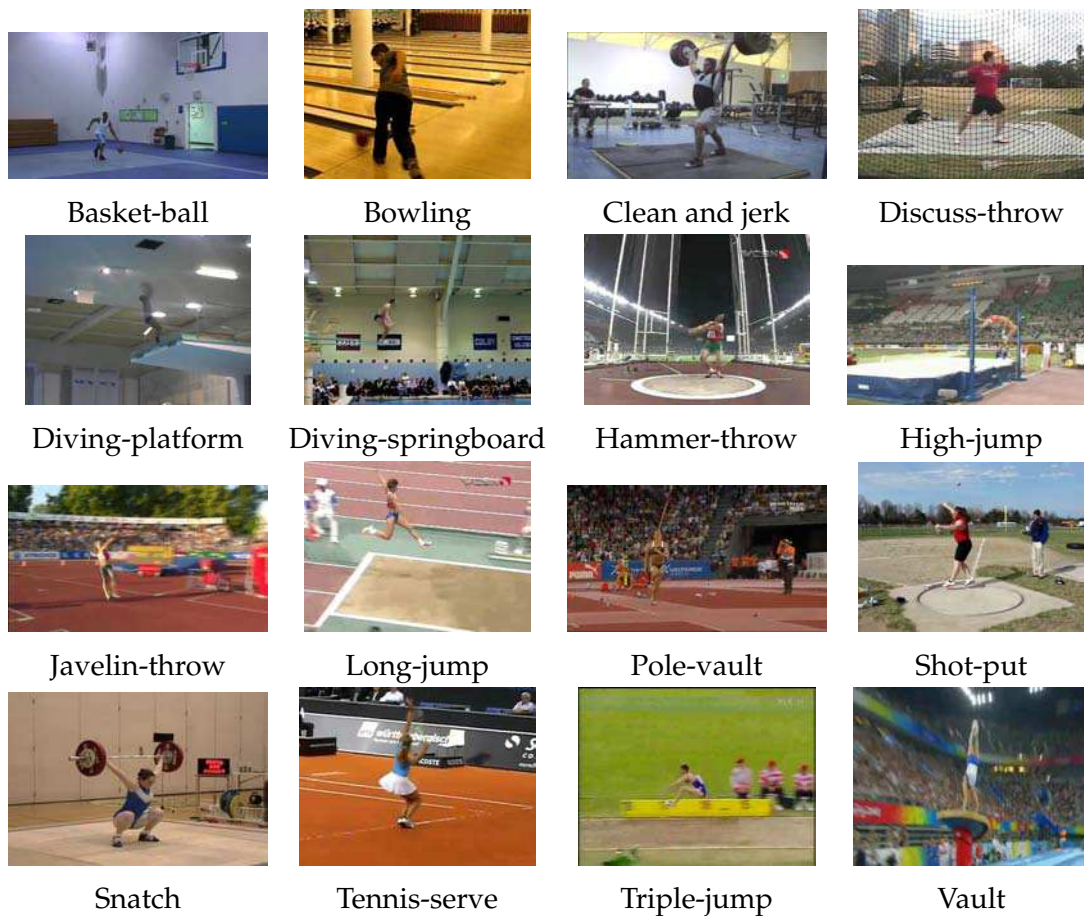 Basket-ball
Bowling
Clean and jerk
Discuss-throw
Diving-platform
Diving-springboard
Hammer-throw
High-jump
Javelin-throw
Long-jump
Pole-vault
Shot-put
Snatch
Tennis-serve
Triple-jump
Vault